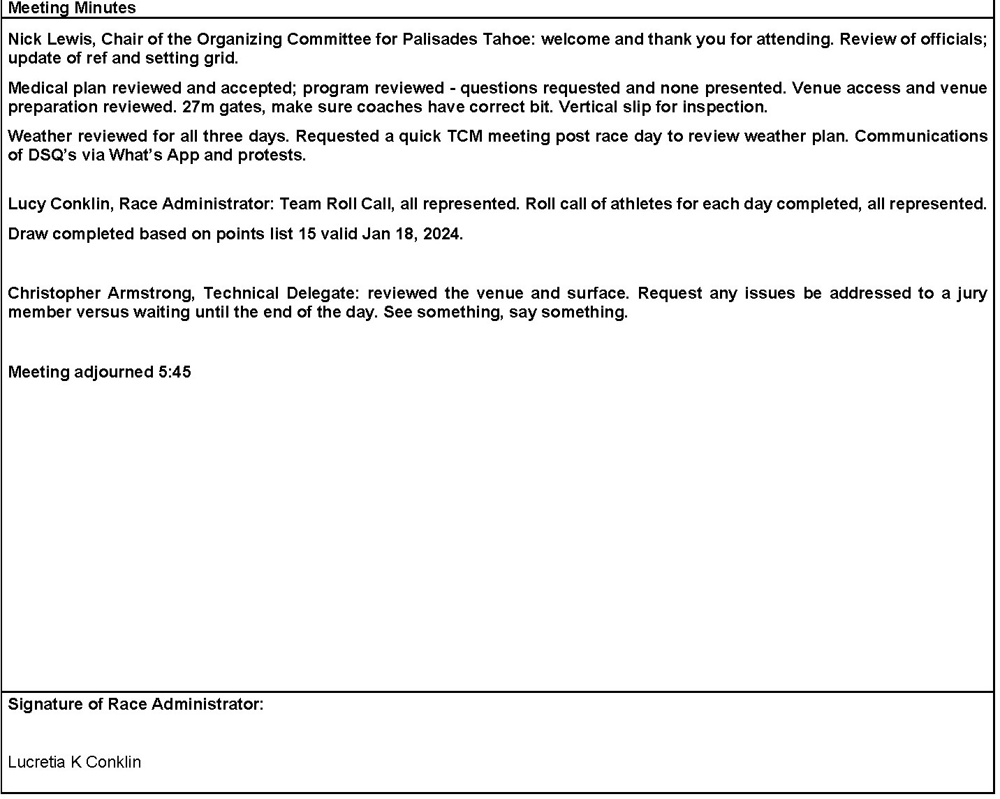 Meeting Minutes
Nick Lewis, Chair of the Organizing Committee for Palisades Tahoe: welcome and thank you for attending. Review of officials;
update of ref and setting grid.
Medical plan reviewed and accepted; program reviewed - questions requested and none presented. Venue access and venue
preparation reviewed. 27m gates, make sure coaches have correct bit. Vertical slip for inspection.
Weather reviewed for all three days. Requested a quick TCM meeting post race day to review weather plan. Communications
of DSQ’s via What’s App and protests.
Lucy Conklin, Race Administrator: Team Roll Call, all represented. Roll call of athletes for each day completed, all represented.
Draw completed based on points list 15 valid Jan 18, 2024.
Christopher Armstrong, Technical Delegate: reviewed the venue and surface. Request any issues be addressed to a jury
member versus waiting until the end of the day. See something, say something.
Meeting adjourned 5:45
Signature of Race Administrator:
Lucretia K Conklin